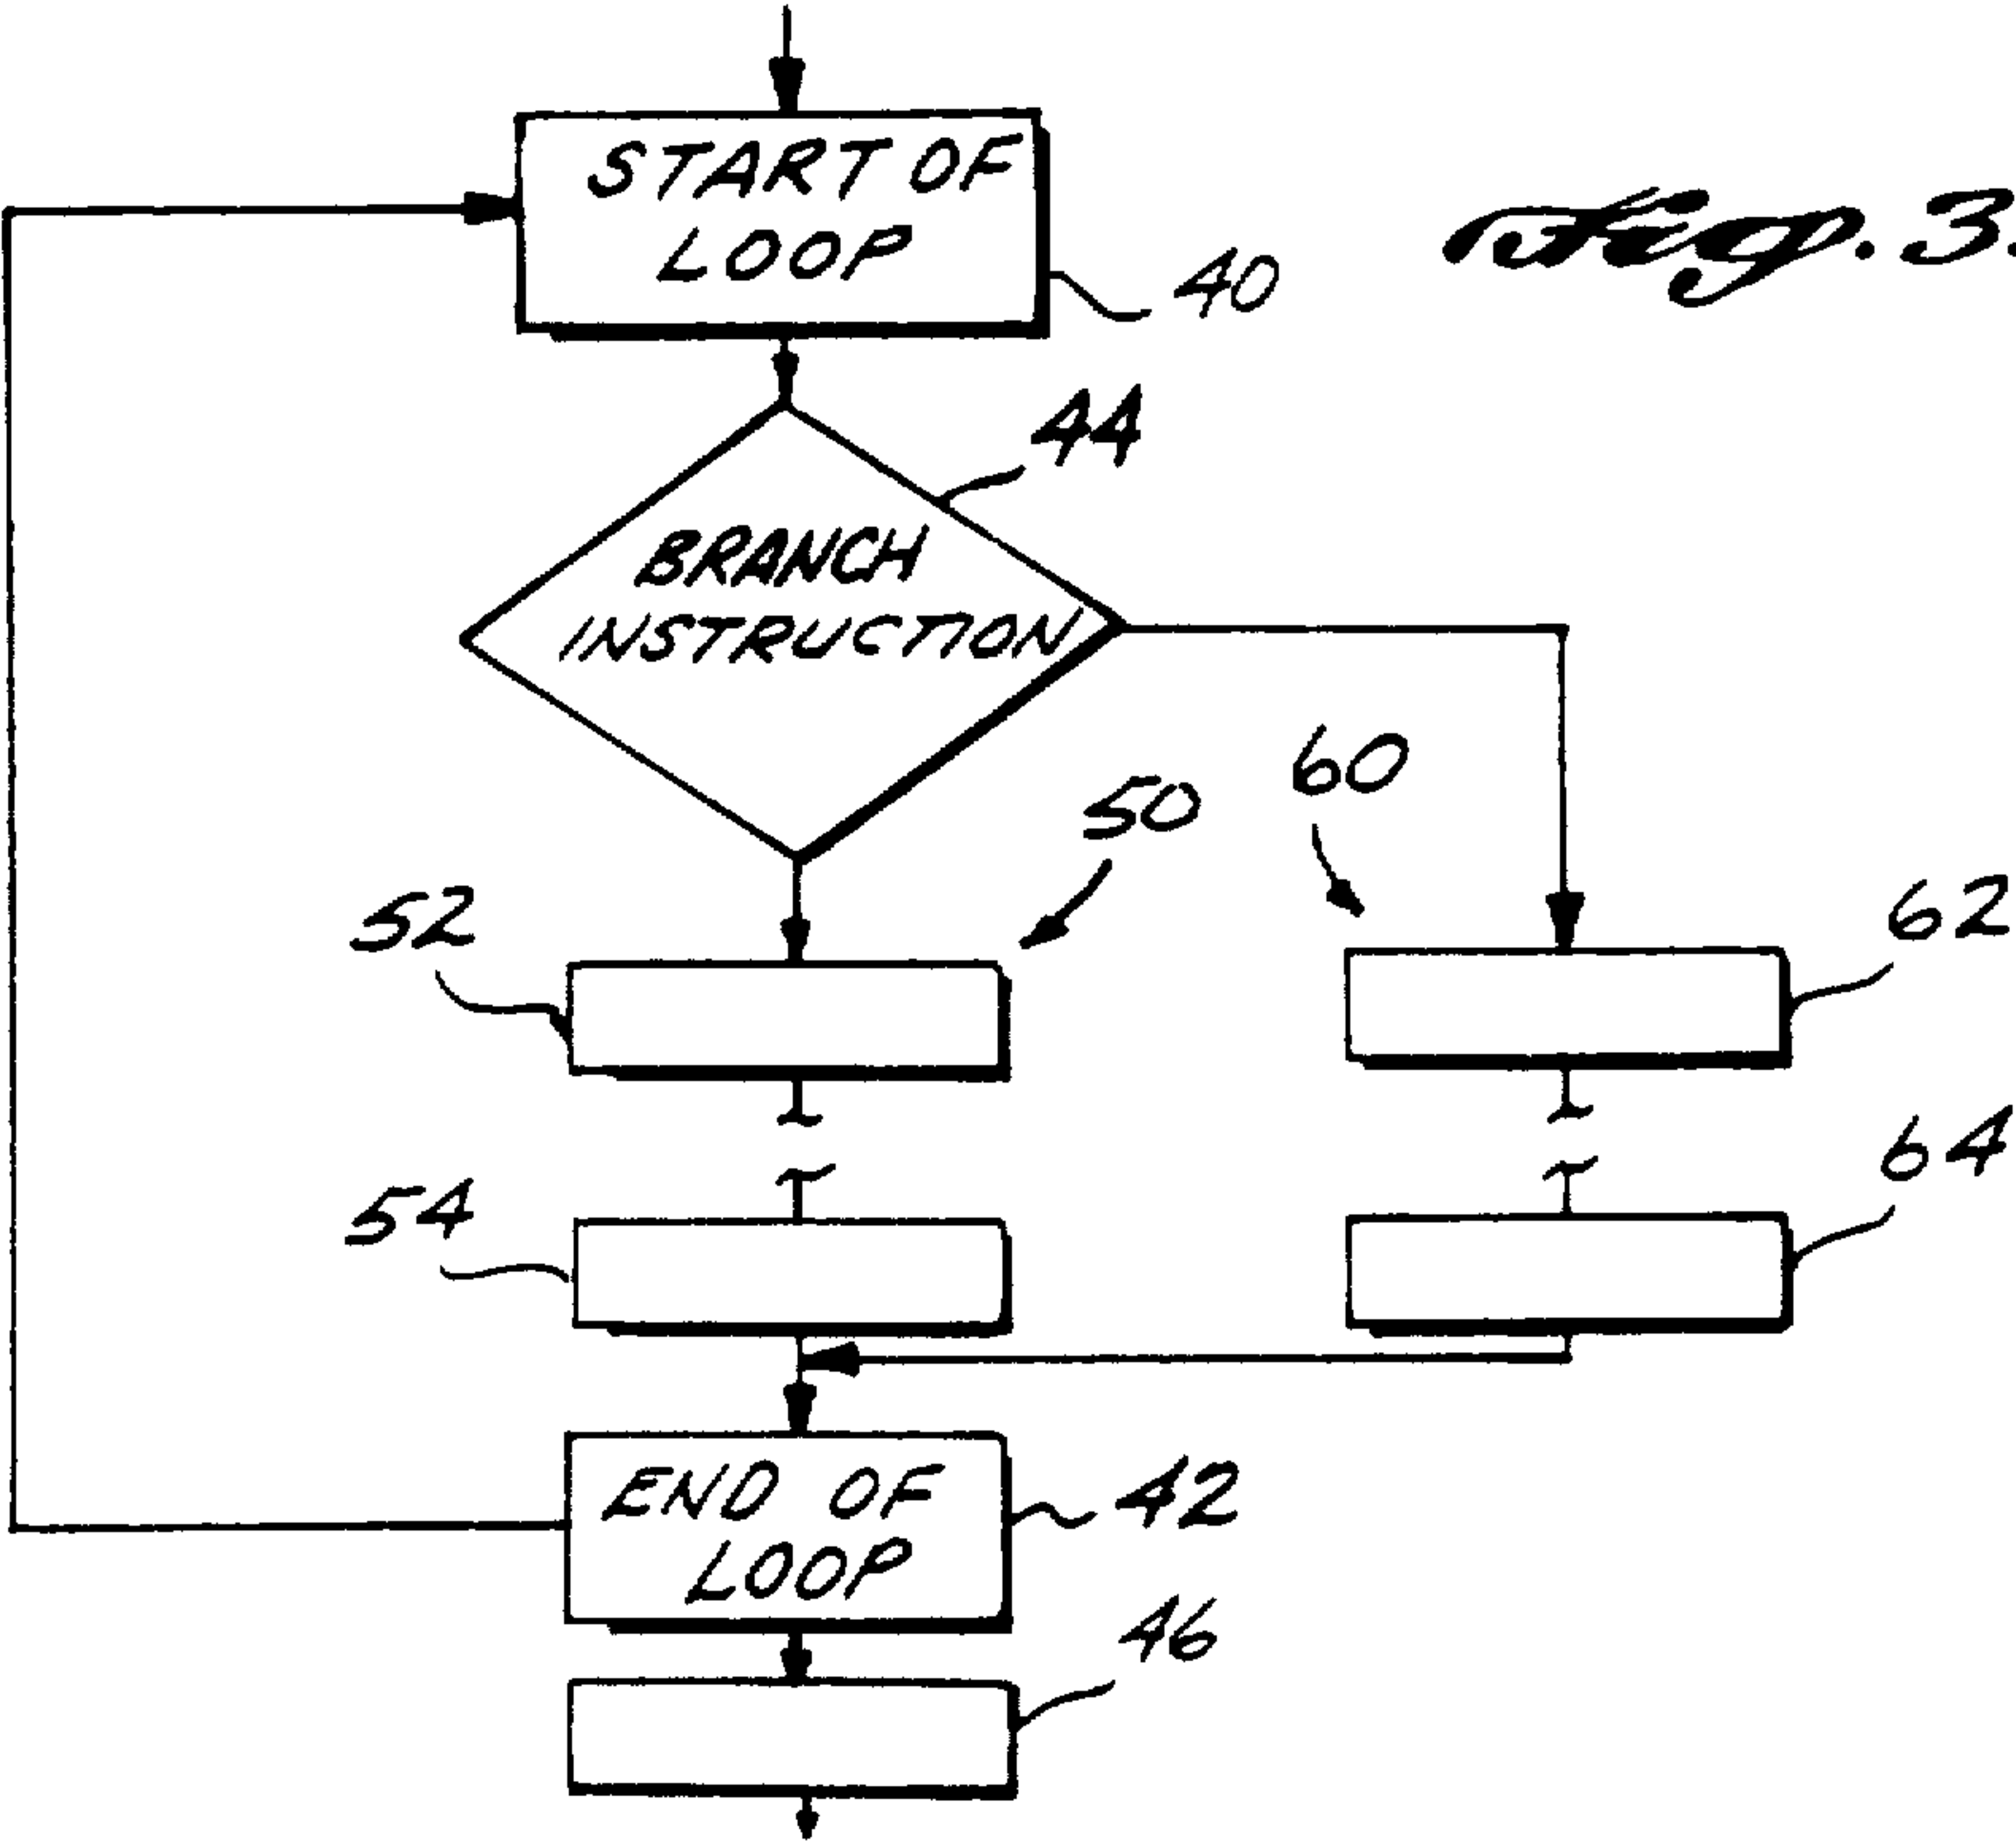 START OF
LOOP
Fig. 3.
40
44
BRANCH
INSTRUCTION
60
50
52
62
54
64
END OF
LOOP
42
46